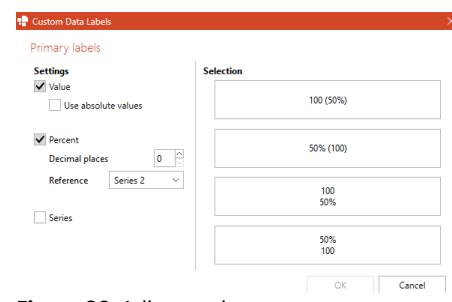 Custom Data Labels
Primary labels
Settings
Value
Use absolute values
Percent
Decimal places 0
Reference Series 2
Series
Selection
100 (50%)
50% (100)
100
50%
50%
100
OK Cancel